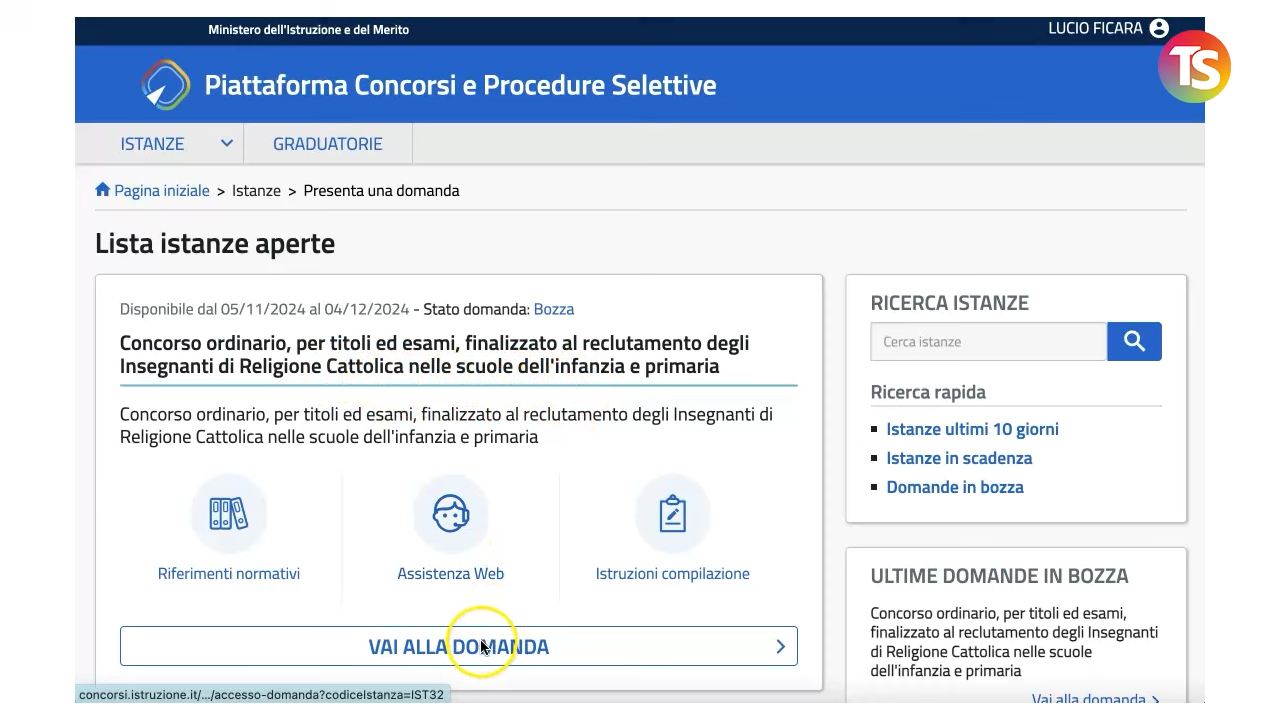 Ministero dell'Istruzione e del Merito
LUCIO FICARA
TS
Piattaforma Concorsi e Procedure Selettive
ISTANZE
GRADUATORIE
Pagina iniziale > Istanze > Presenta una domanda
Lista istanze aperte
Disponibile dal 05/11/2024 al 04/12/2024 - Stato domanda: Bozza
Concorso ordinario, per titoli ed esami, finalizzato al reclutamento degli
Insegnanti di Religione Cattolica nelle scuole dell'infanzia e primaria
Concorso ordinario, per titoli ed esami, finalizzato al reclutamento degli Insegnanti di
Religione Cattolica nelle scuole dell'infanzia e primaria
Riferimenti normativi
Assistenza Web
Istruzioni compilazione
VAI ALLA DOMANDA
concorsi.istruzione.it/.../accesso-domanda?codiceIstanza=IST32
RICERCA ISTANZE
Cerca istanze
Ricerca rapida
Istanze ultimi 10 giorni
Istanze in scadenza
Domande in bozza
ULTIME DOMANDE IN BOZZA
Concorso ordinario, per titoli ed esami,
finalizzato al reclutamento degli Insegnanti
di Religione Cattolica nelle scuole
dell'infanzia e primaria
Vai alla domanda >